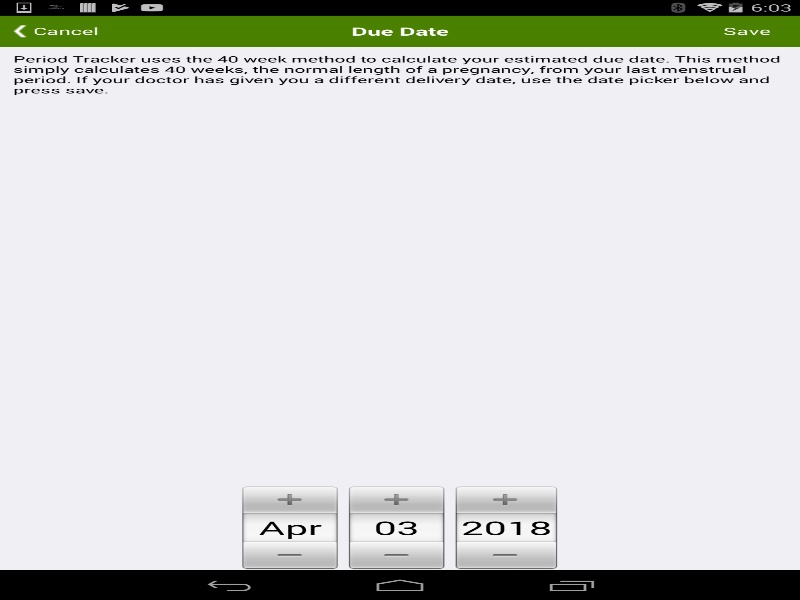 6:03
Cancel
Due Date
Save
Period Tracker uses the 40 week method to calculate your estimated due date. This method
simply calculates 40 weeks, the normal length of a pregnancy, from your last menstrual
period. If your doctor has given you a different delivery date, use the date picker below and
press save.
+ + +
Apr 03 2018
— — —